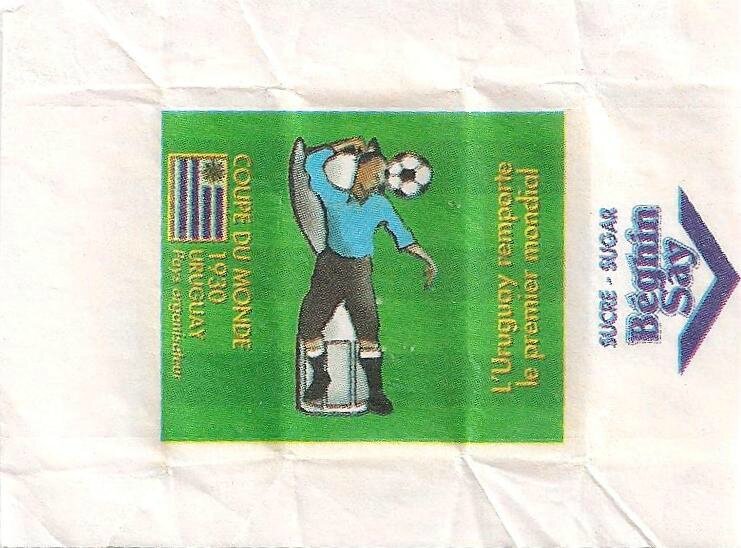 SUCRE - SUGAR
Béghin
Say
L'Uruguay remporte
le premier mondial
COUPE DU MONDE
1930
URUGUAY
Pays organisateur